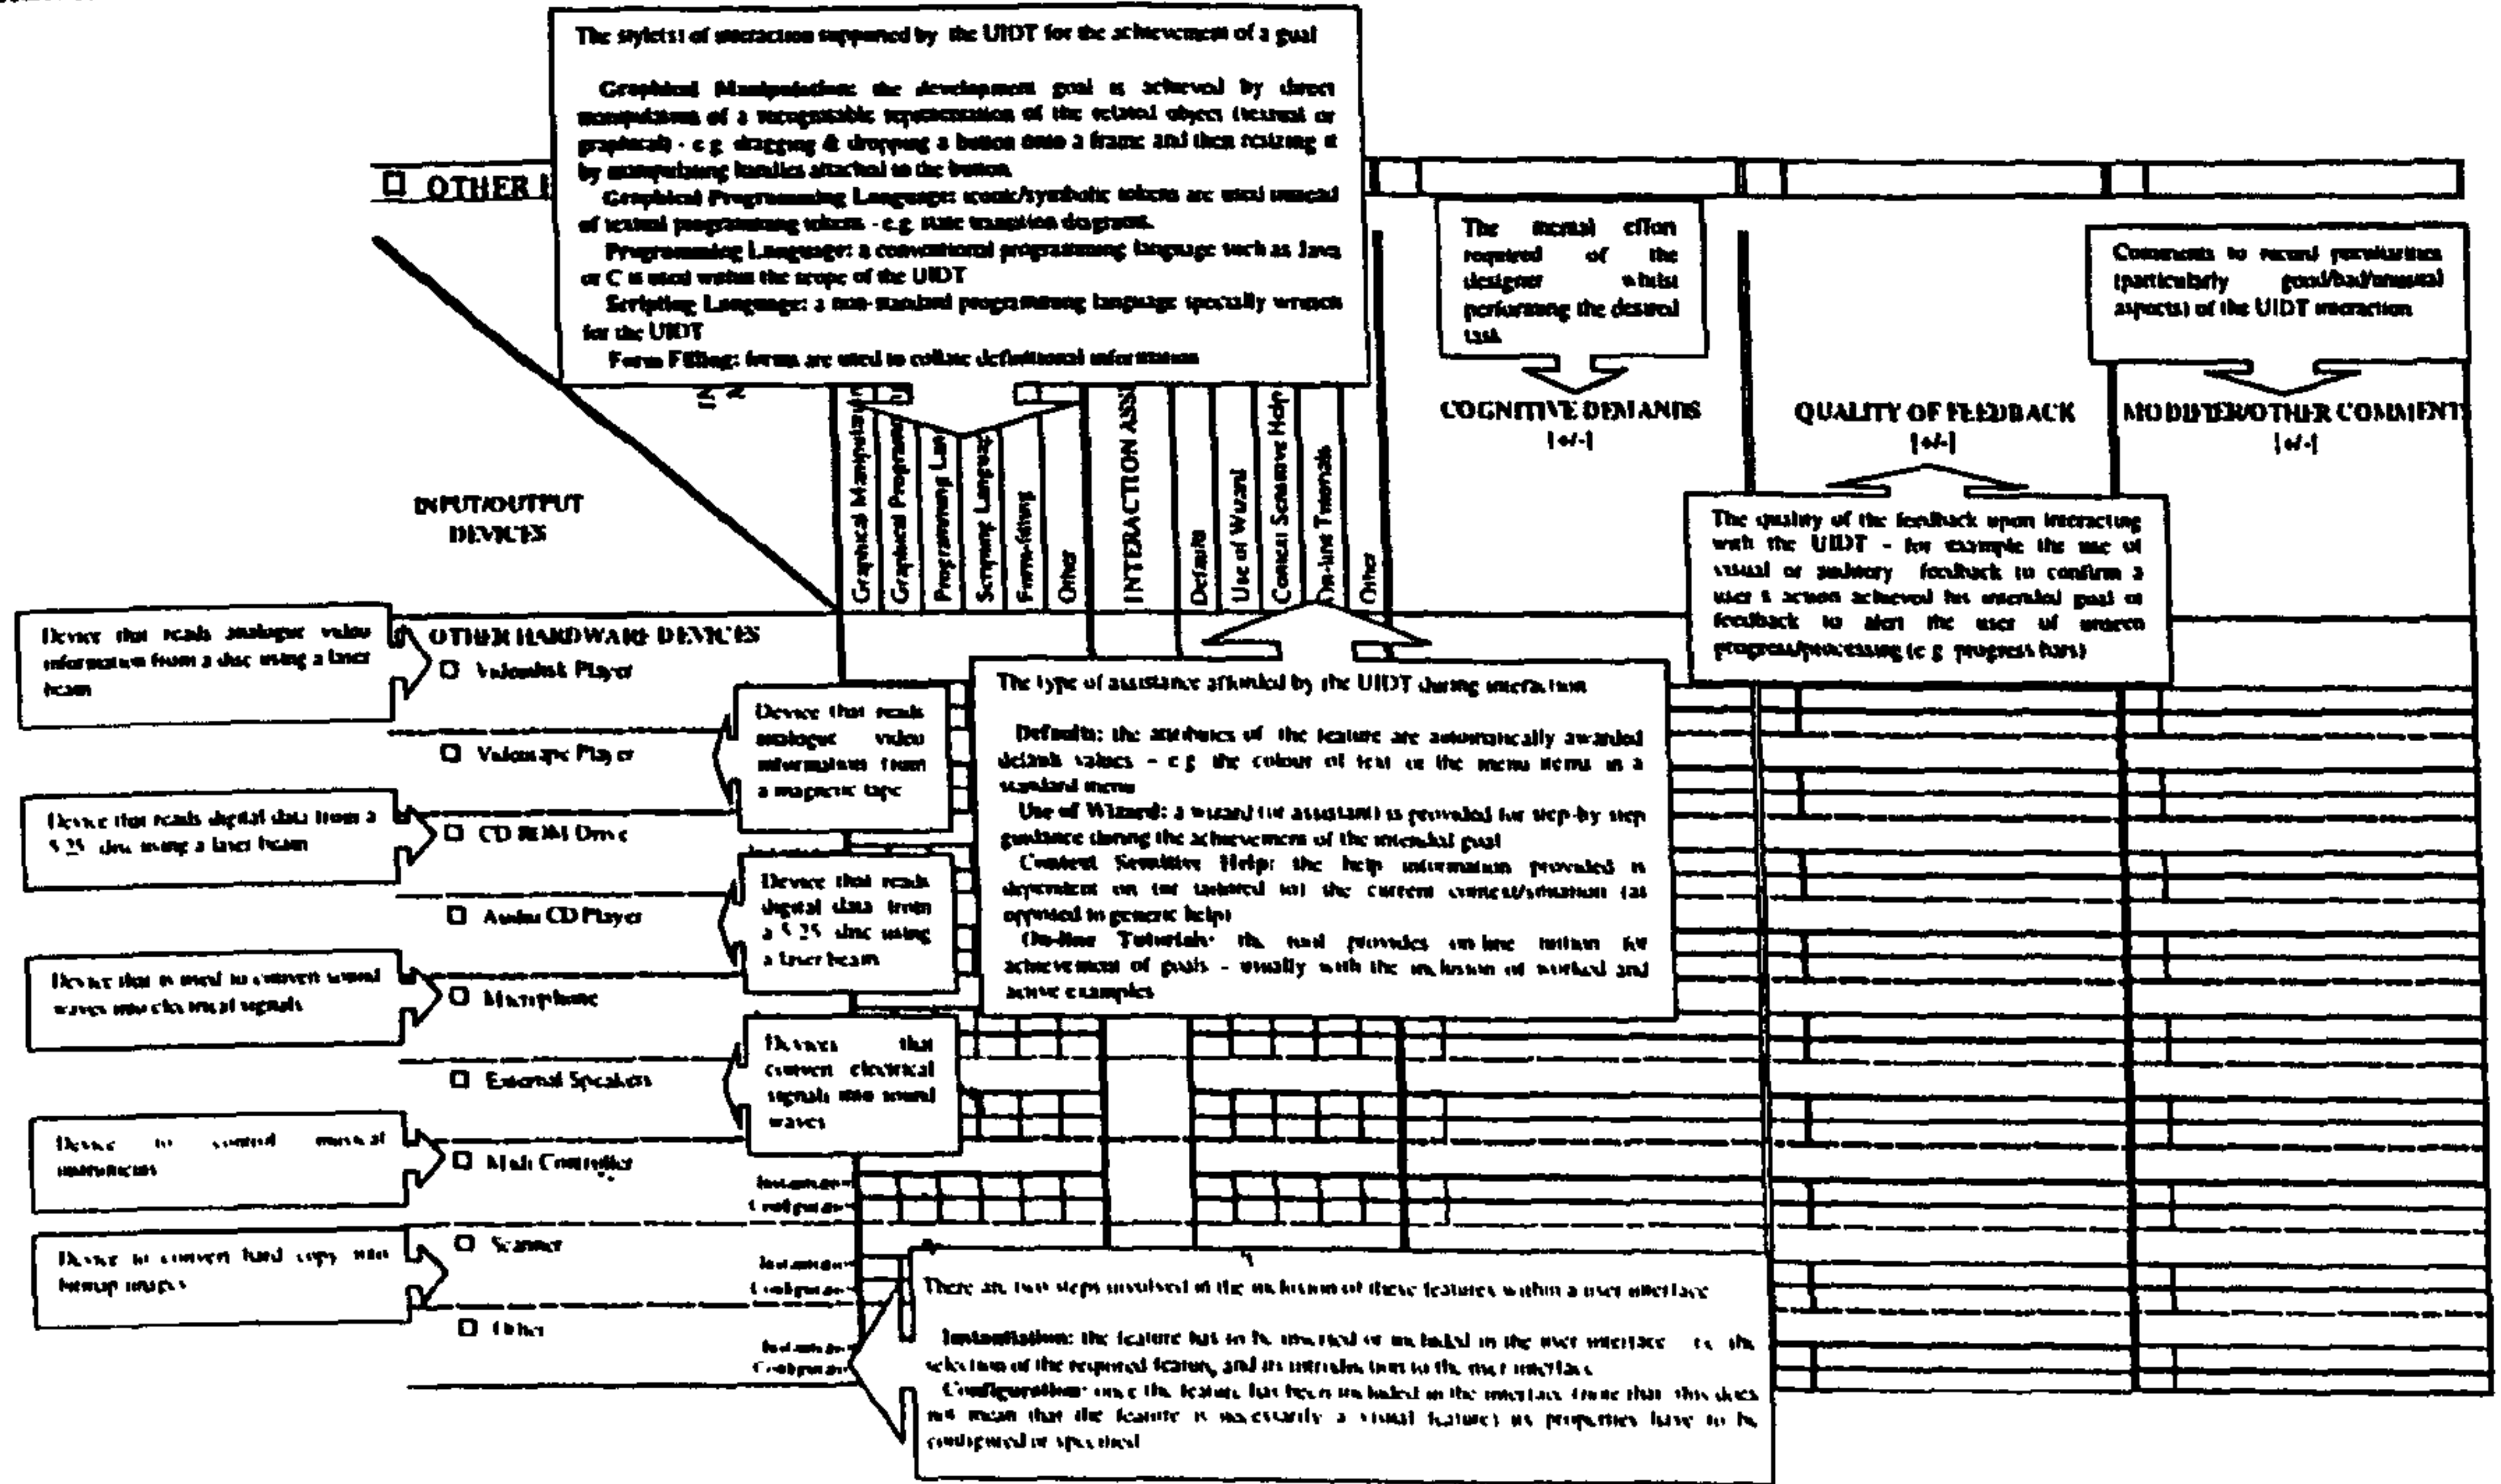 The style(s) of interaction supported by the UIDT for the achievement of a goal
Graphical Manipulation: the development goal is achieved by direct
manipulation of a recognisable representation of the related object (textual or
graphical) - e.g. dragging & dropping a button onto a frame and then resizing it
by manipulating handles attached to the button.
Graphical Programming Language: iconic/symbolic tokens are used instead
of textual programming tokens - e.g. state transition diagrams.
Programming Language: a conventional programming language such as Java
or C is used within the scope of the UIDT
Scripting Language: a non-standard programming language specially written
for the UIDT
Form Filling: forms are used to collate definitional information
OTHER
The mental effort
required of the
designer whilst
performing the desired
task
Comments to record peculiarities
(particularly good/bad/unusual
aspects) of the UIDT interaction
COGNITIVE DEMANDS
[+/-]
QUALITY OF FEEDBACK
[+/-]
MODIFIER/OTHER COMMENT
[+/-]
INPUT/OUTPUT
DEVICES
Graphical Manipulation
Graphical Programm
Programming Lan
Scripting Languag
Form-filling
Other
INTERACTION ASSI
Defaults
Use of Wizard
Context Sensitive Help
On-line Tutorials
Other
The quality of the feedback upon interacting
with the UIDT - for example the use of
visual or auditory feedback to confirm a
user's action achieved his intended goal or
feedback to alert the user of unseen
progress/processing (e.g. progress bars)
Device that reads analogue video
information from a disc using a laser
beam
OTHER HARDWARE DEVICES
Videodisk Player
Device that reads
analogue video
information from
a magnetic tape
Videotape Player
Device that reads digital data from a
5.25 disc using a laser beam
CD ROM Drive
Device that reads
digital data from
a 5.25 disc using
a laser beam
Audio CD Player
Device that is used to convert sound
waves into electrical signals
Microphone
Devices that
convert electrical
signals into sound
waves
External Speakers
Device to control musical
instruments
Midi Controller
Device to convert hard copy into
bitmap images
Scanner
Other
The type of assistance afforded by the UIDT during interaction
Defaults: the attributes of the feature are automatically awarded
default values - e.g. the colour of text or the menu items in a
standard menu
Use of Wizard: a wizard (or assistant) is provided for step-by step
guidance during the achievement of the intended goal
Context Sensitive Help: the help information provided is
dependent on (or tailored to) the current context/situation (as
opposed to generic help)
On-line Tutorials: the tool provides on-line tuition for
achievement of goals - usually with the inclusion of worked and
active examples
There are two steps involved in the inclusion of these features within a user interface
Instantiation: the feature has to be inserted or included in the user interface the
selection of the required feature, and its introduction to the user interface
Configuration: once the feature has been included in the interface (note that this does
not mean that the feature is necessarily a visual feature) its properties have to be
configured or specified